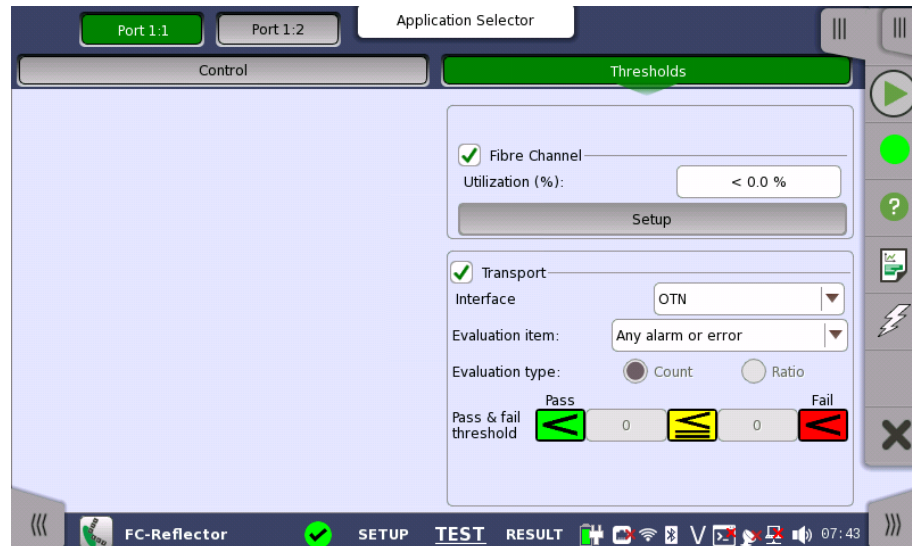 Application Selector
Port 1:1
Port 1:2
Control
Thresholds
Fibre Channel
Utilization (%):
< 0.0 %
Setup
Transport
Interface
OTN
Evaluation item:
Any alarm or error
Evaluation type:
Count
Ratio
Pass
Fail
Pass & fail
threshold
<
0
≦
0
<
FC-Reflector
SETUP
TEST
RESULT
V
07:43